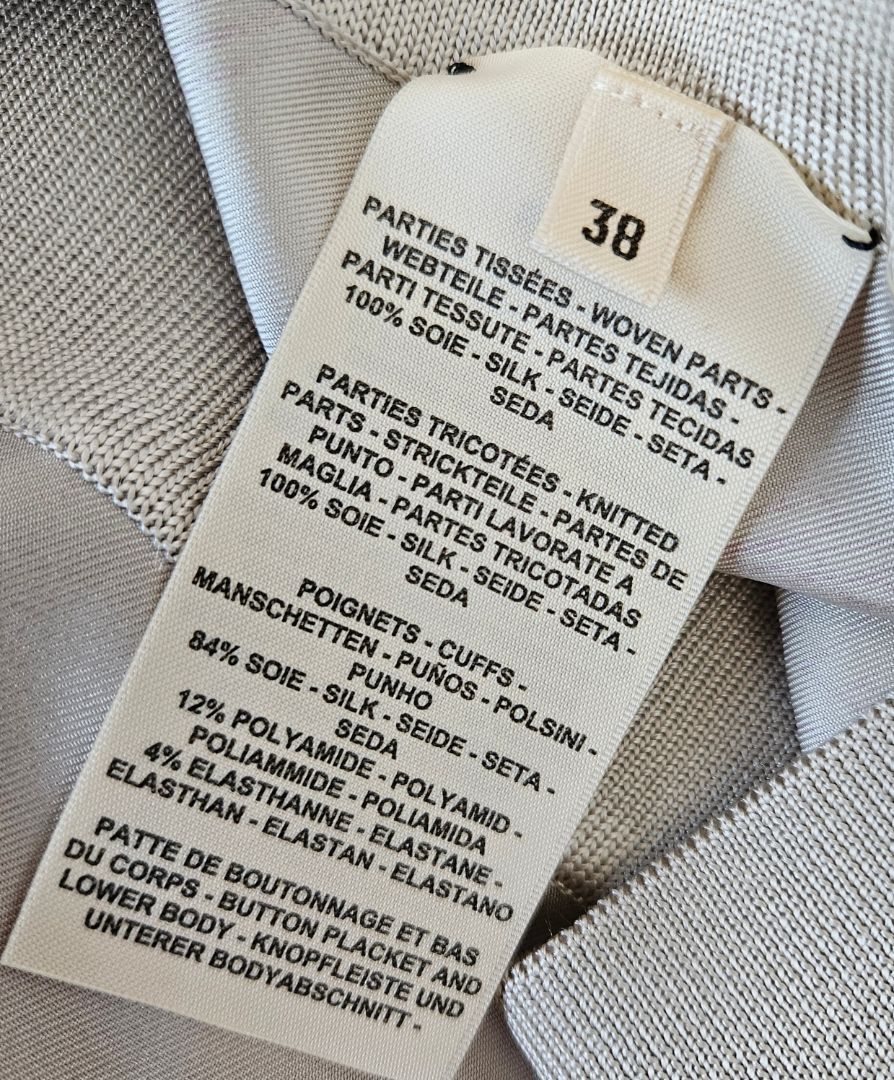 38
PARTIES TISSÉES - WOVEN PARTS -
WEBTEILE - PARTES TEJIDAS -
PARTI TESSUTE - PARTES TECIDAS
100% SOIE - SILK - SEIDE - SETA -
SEDA
PARTIES TRICOTÉES - KNITTED
PARTS - STRICKTEILE - PARTES DE
PUNTO - PARTI LAVORATE A
MAGLIA - PARTES TRICOTADAS
100% SOIE - SILK - SEIDE - SETA -
SEDA
POIGNETS - CUFFS -
MANSCHETTEN - PUÑOS - POLSINI -
PUNHO
84% SOIE - SILK - SEIDE - SETA -
SEDA
12% POLYAMIDE - POLYAMID -
POLIAMMIDE - POLIAMIDA
4% ELASTHANNE - ELASTANE -
ELASTHAN - ELASTAN - ELASTANO
PATTE DE BOUTONNAGE ET BAS
DU CORPS - BUTTON PLACKET AND
LOWER BODY - KNOPFLEISTE UND
UNTERER BODYABSCHNITT -